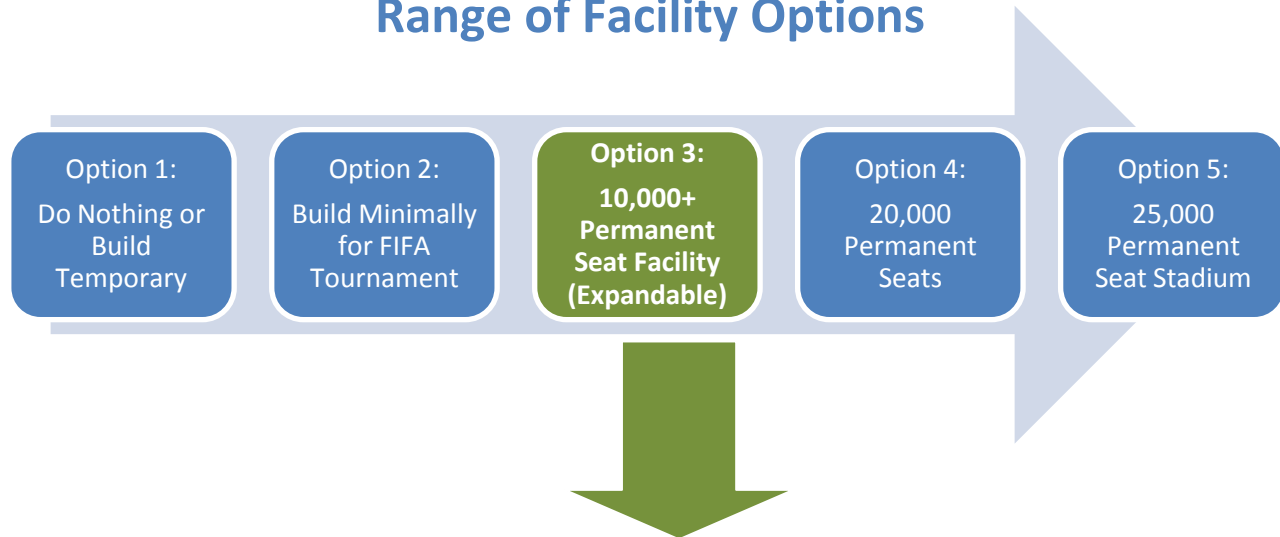 Range of Facility Options
Option 1:
Do Nothing or
Build
Temporary
Option 2:
Build Minimally
for FIFA
Tournament
Option 3:
10,000+
Permanent
Seat Facility
(Expandable)
Option 4:
20,000
Permanent
Seats
Option 5:
25,000
Permanent
Seat Stadium